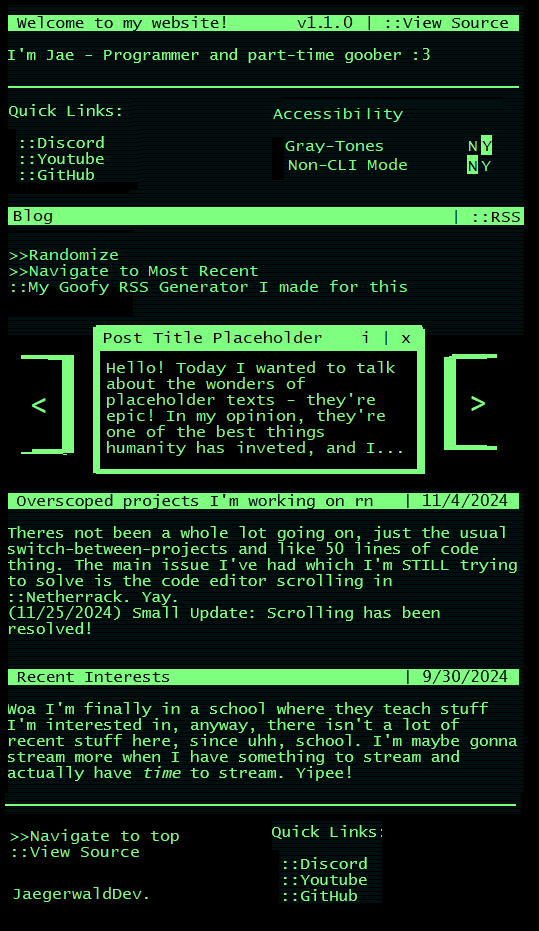 Welcome to my website! v1.1.0 | ::View Source
I'm Jae - Programmer and part-time goober :3
Quick Links:
::Discord
::Youtube
::GitHub
Accessibility
Gray-Tones N Y
Non-CLI Mode N Y
Blog | ::RSS
>>Randomize
>>Navigate to Most Recent
::My Goofy RSS Generator I made for this
Post Title Placeholder i | x
<
Hello! Today I wanted to talk
about the wonders of
placeholder texts - they're
epic! In my opinion, they're
one of the best things
humanity has inveted, and I...
>
Overscoped projects I'm working on rn | 11/4/2024
Theres not been a whole lot going on, just the usual
switch-between-projects and like 50 lines of code
thing. The main issue I've had which I'm STILL trying
to solve is the code editor scrolling in
::Netherrack. Yay.
(11/25/2024) Small Update: Scrolling has been
resolved!
Recent Interests | 9/30/2024
Woa I'm finally in a school where they teach stuff
I'm interested in, anyway, there isn't a lot of
recent stuff here, since uhh, school. I'm maybe gonna
stream more when I have something to stream and
actually have time to stream. Yipee!
>>Navigate to top
::View Source
JaegerwaldDev.
Quick Links:
::Discord
::Youtube
::GitHub